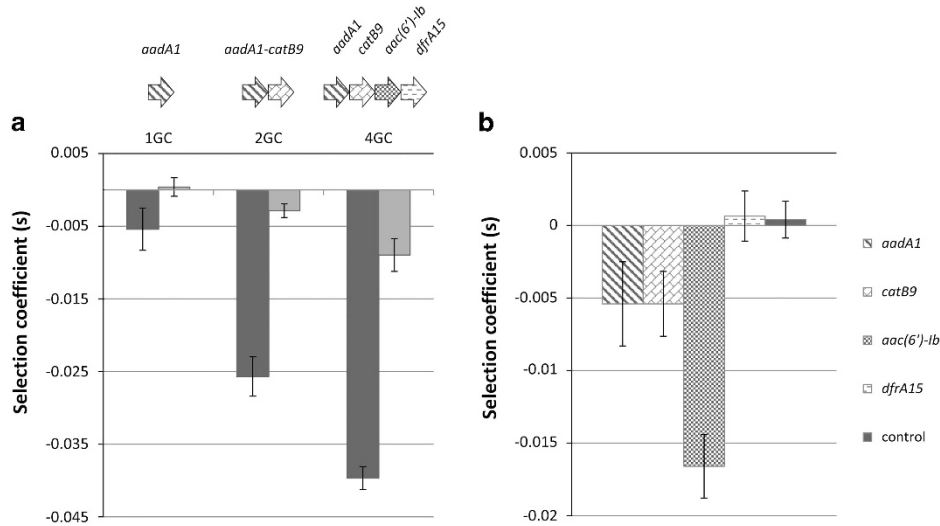 aadA1
aadA1-catB9
aadA1
catB9
aac(6')-Ib
dfrA15
a
1GC
2GC
4GC
0.005
-0.005
-0.015
-0.025
-0.035
-0.045
Selection coefficient (s)
b
0.005
0
-0.005
-0.01
-0.015
-0.02
Selection coefficient (s)
aadA1
catB9
aac(6')-Ib
dfrA15
control